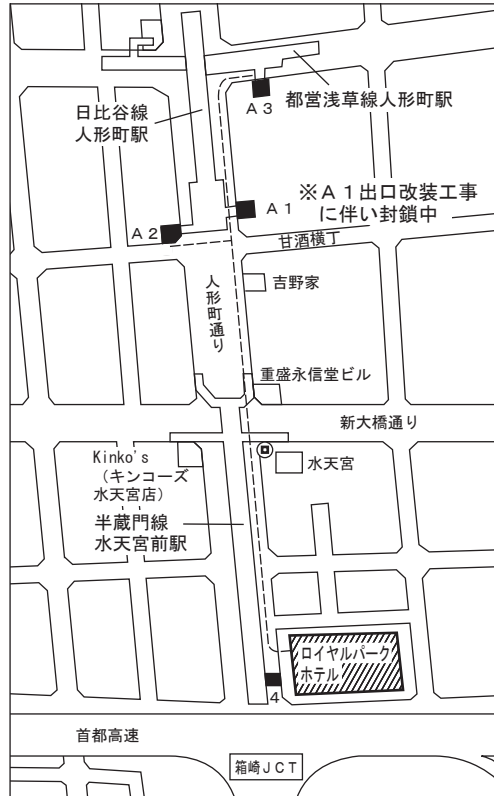 日比谷線
人形町駅
都営浅草線人形町駅
A3
※A1出口改装工事
に伴い封鎖中
A1
A2
甘酒横丁
人形町通り
吉野家
重盛永信堂ビル
新大橋通り
Kinko's
(キンコーズ
水天宮店)
水天宮
半蔵門線
水天宮前駅
ロイヤルパーク
ホテル
4
首都高速
箱崎JCT